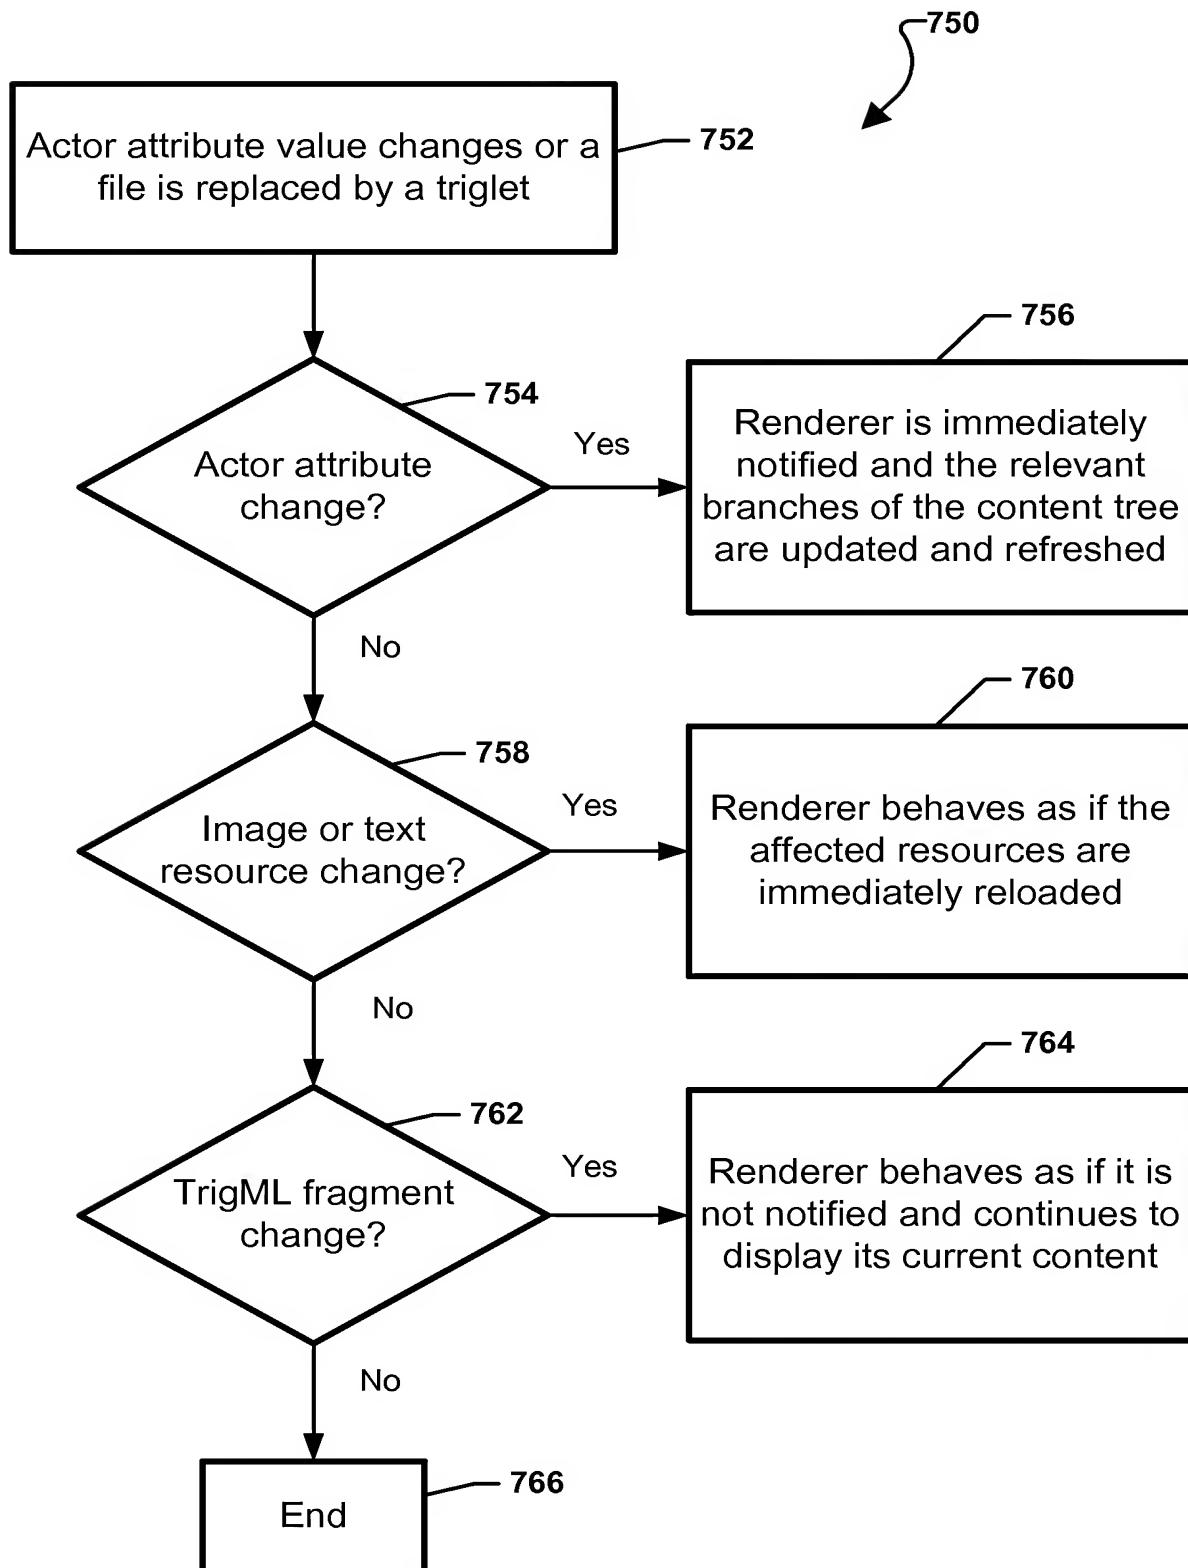 750
Actor attribute value changes or a
file is replaced by a triglet
752
756
754
Actor attribute
change?
Yes
Renderer is immediately
notified and the relevant
branches of the content tree
are updated and refreshed
No
760
758
Image or text
resource change?
Yes
Renderer behaves as if the
affected resources are
immediately reloaded
No
764
762
TrigML fragment
change?
Yes
Renderer behaves as if it is
not notified and continues to
display its current content
No
766
End